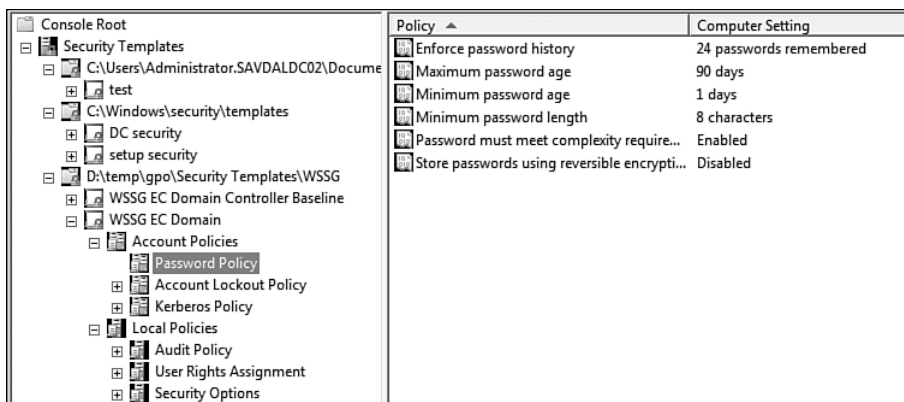 Console Root
Security Templates
C:\Users\Administrator.SAVDALDC02\Docume
test
C:\Windows\security\templates
DC security
setup security
D:\temp\gpo\Security Templates\WSSG
WSSG EC Domain Controller Baseline
WSSG EC Domain
Account Policies
Password Policy
Account Lockout Policy
Kerberos Policy
Local Policies
Audit Policy
User Rights Assignment
Security Options
Policy Computer Setting
Enforce password history 24 passwords remembered
Maximum password age 90 days
Minimum password age 1 days
Minimum password length 8 characters
Password must meet complexity require... Enabled
Store passwords using reversible encrypti... Disabled